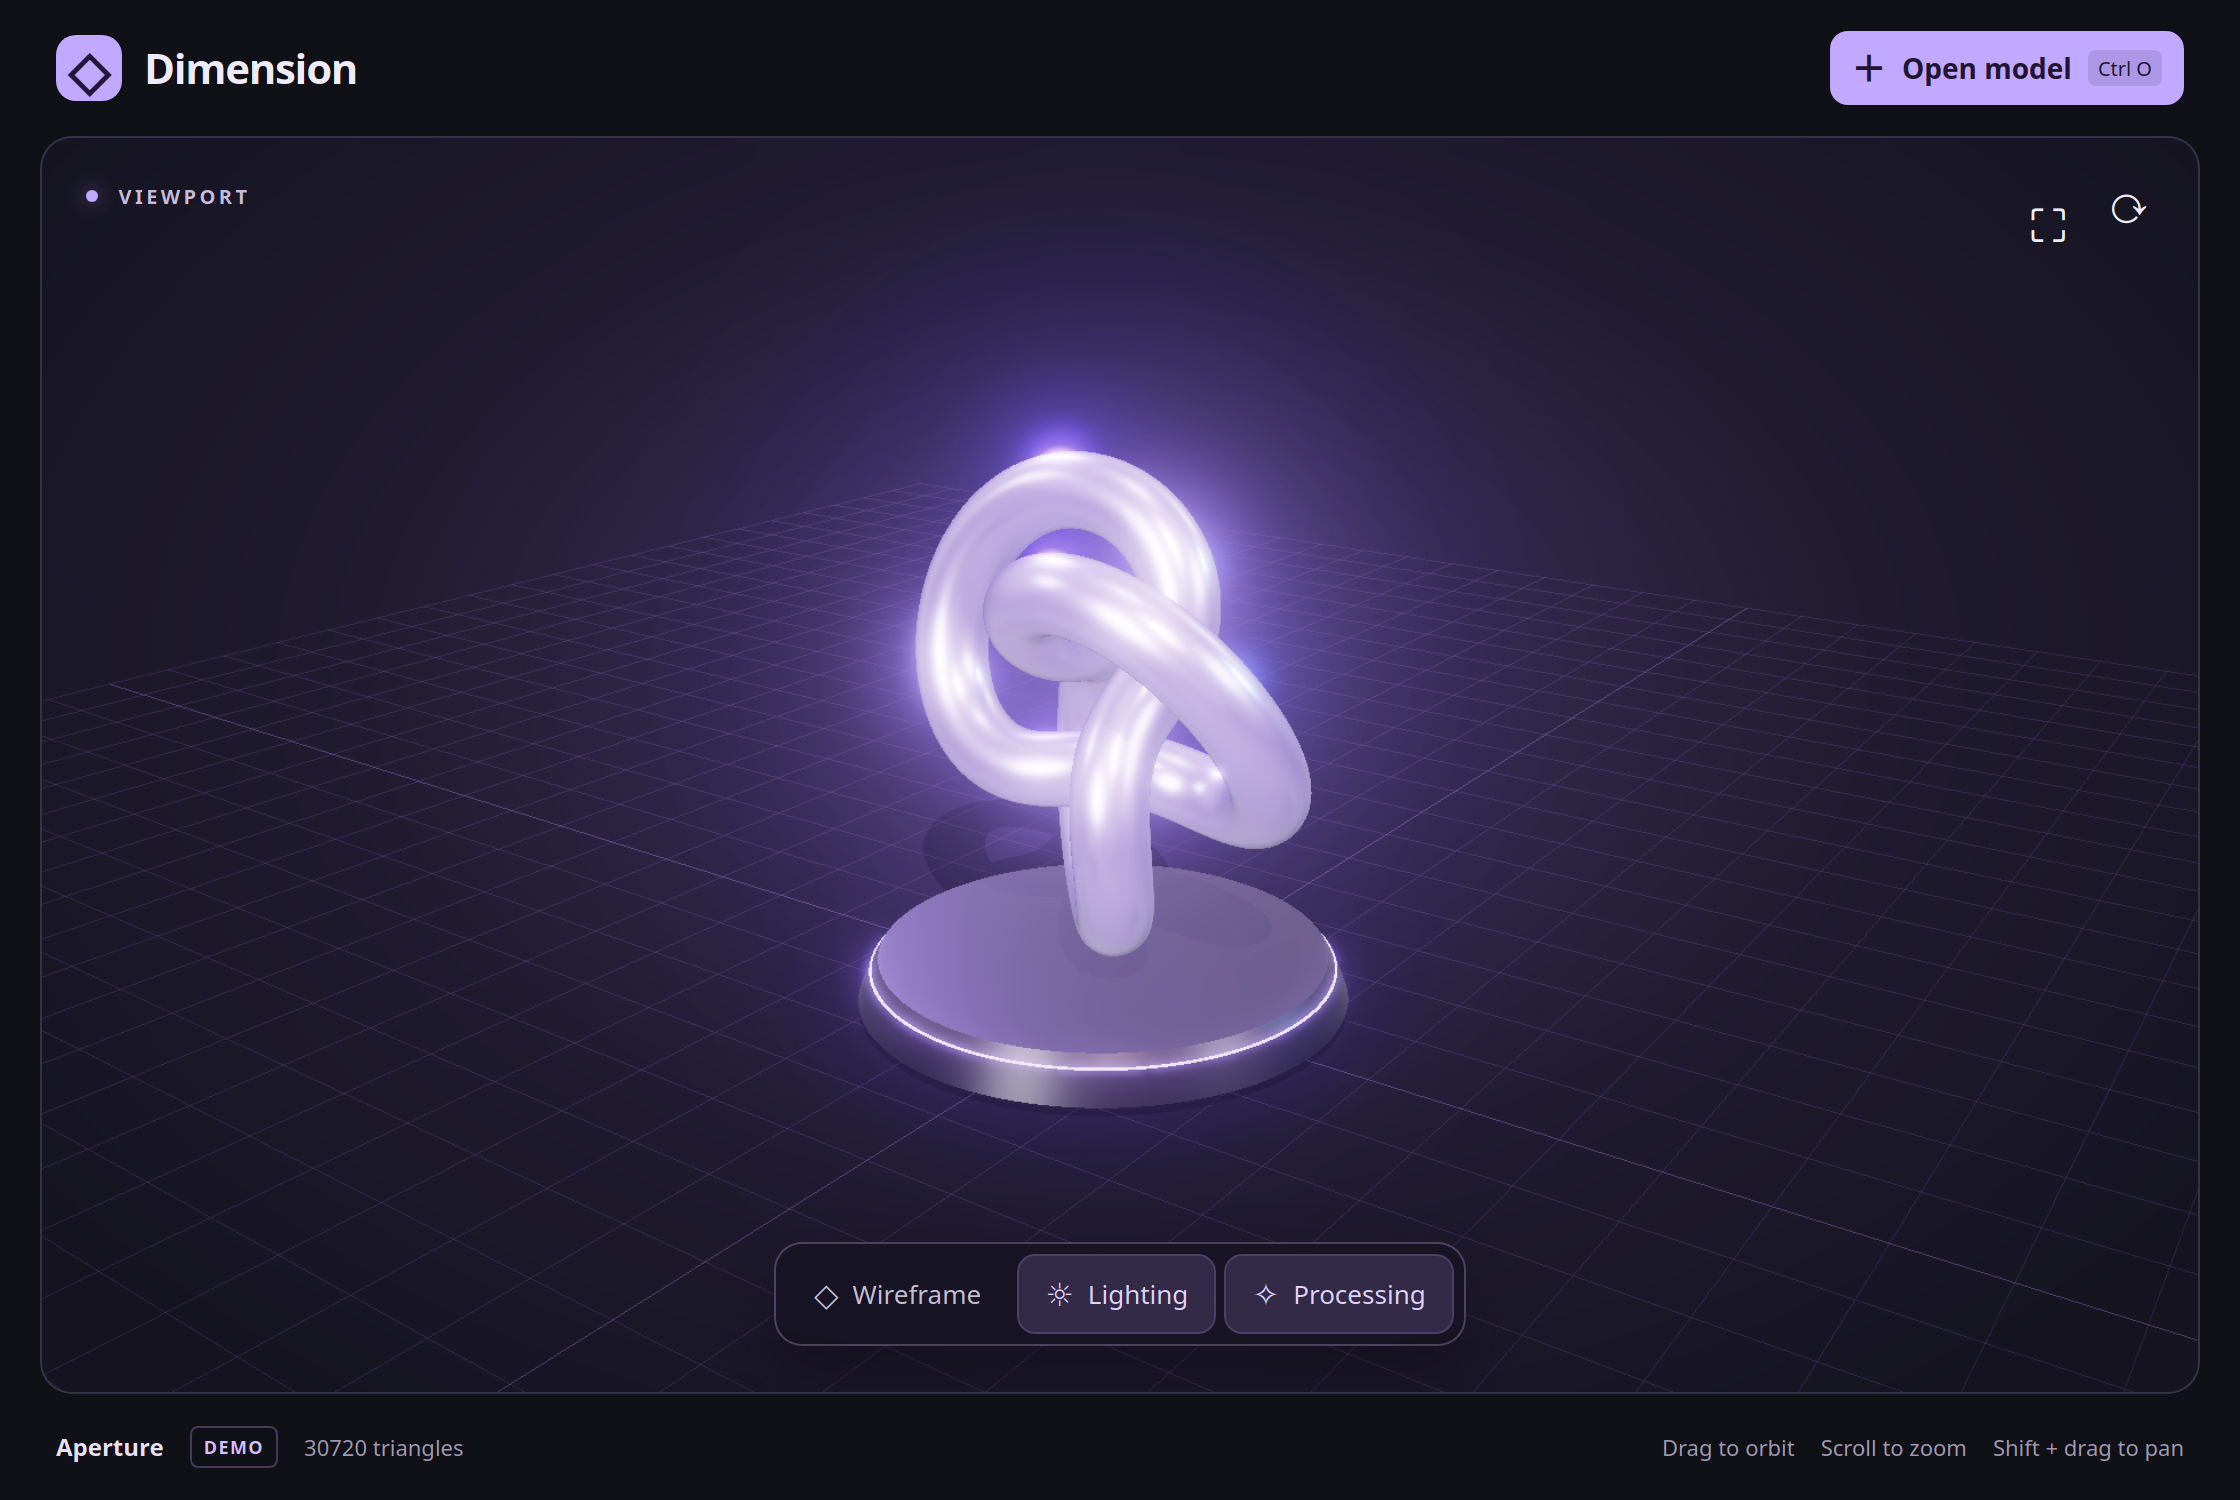 Dimension
Open model Ctrl O
VIEWPORT
Wireframe
Lighting
Processing
Aperture DEMO 30720 triangles
Drag to orbit Scroll to zoom Shift + drag to pan